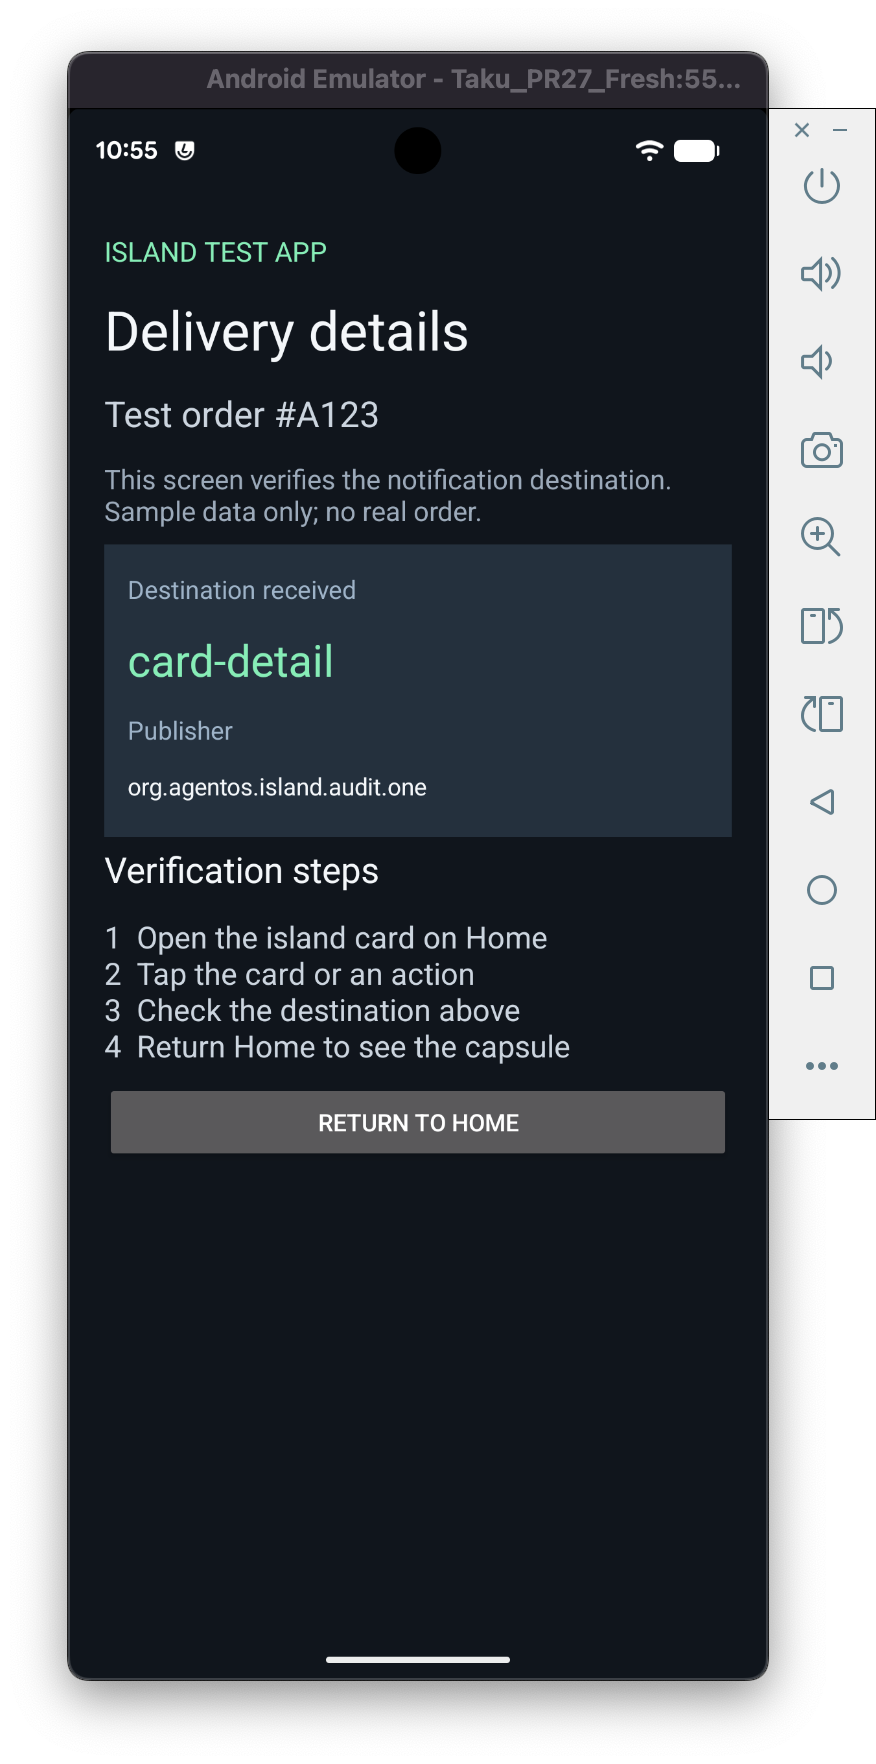 Android Emulator - Taku_PR27_Fresh:55...
10:55
ISLAND TEST APP
Delivery details
Test order #A123
This screen verifies the notification destination.
Sample data only; no real order.
Destination received
card-detail
Publisher
org.agentos.island.audit.one
Verification steps
1 Open the island card on Home
2 Tap the card or an action
3 Check the destination above
4 Return Home to see the capsule
RETURN TO HOME